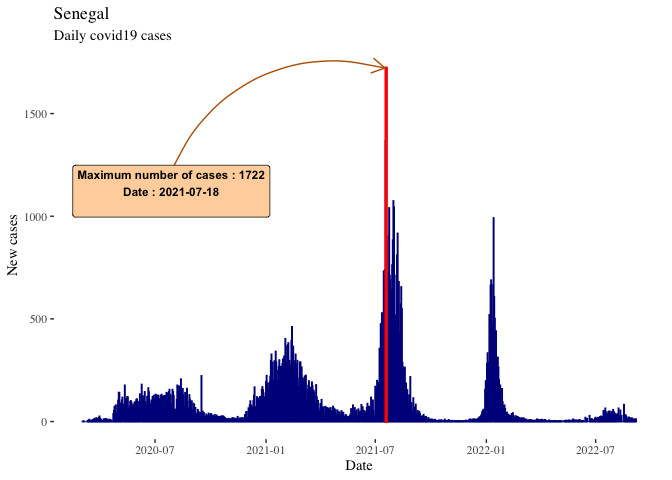 Senegal
Daily covid19 cases
1500
Maximum number of cases : 1722
Date : 2021-07-18
1000
New cases
500
0
2020-07 2021-01 2021-07 2022-01 2022-07
Date